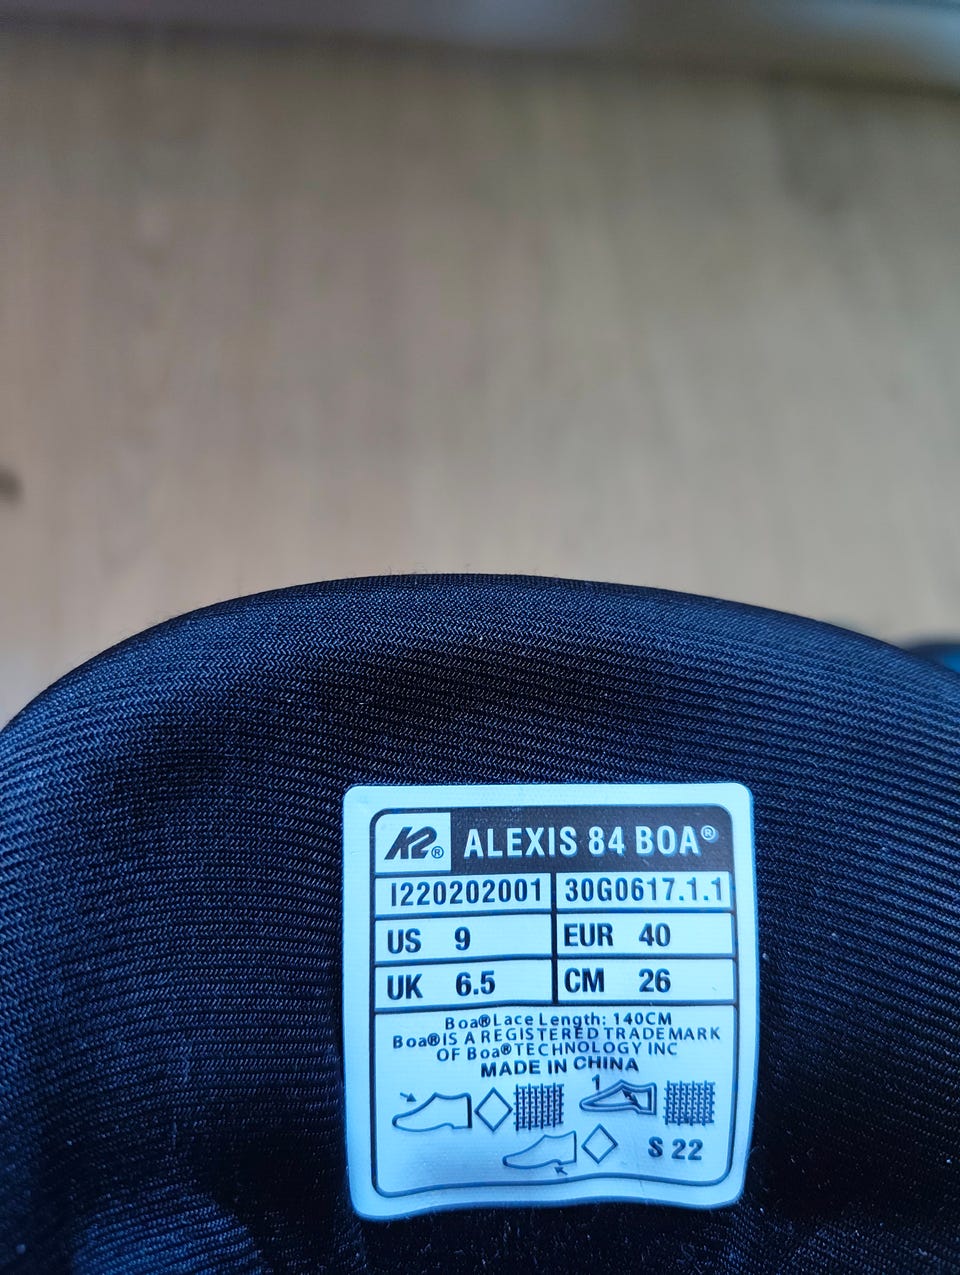 K2® ALEXIS 84 BOA®
I220202001 30G0617.1.1
US 9 EUR 40
UK 6.5 CM 26
Boa®Lace Length: 140CM
Boa®IS A REGISTERED TRADEMARK
OF Boa®TECHNOLOGY INC
MADE IN CHINA
1
S 22